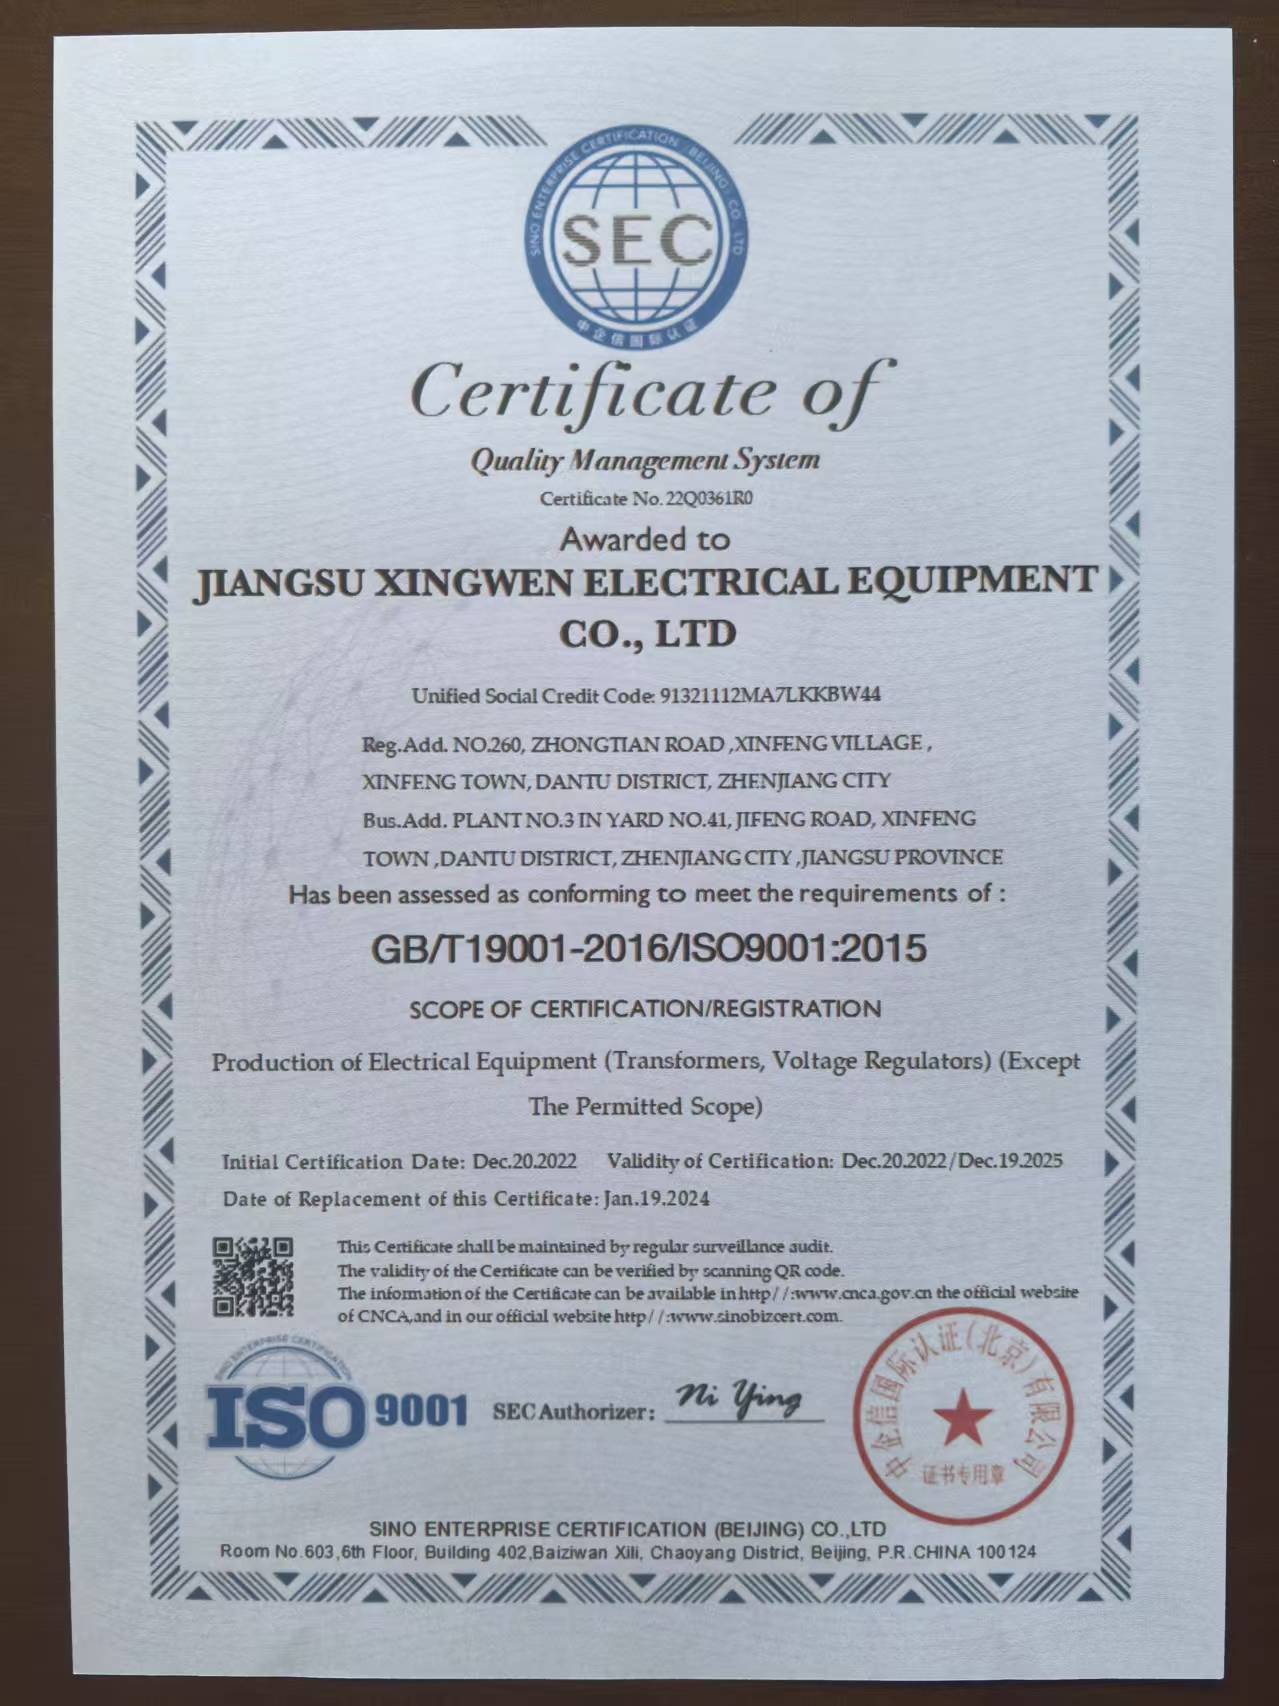 SINO ENTERPRISE CERTIFICATION (BEIJING) CO., LTD
SEC
中企信国际认证
Certificate of
Quality Management System
Certificate No. 22Q0361R0
Awarded to
JIANGSU XINGWEN ELECTRICAL EQUIPMENT
CO., LTD
Unified Social Credit Code: 91321112MA7LKKBW44
Reg.Add. NO.260, ZHONGTIAN ROAD ,XINFENG VILLAGE ,
XINFENG TOWN, DANTU DISTRICT, ZHENJIANG CITY
Bus.Add. PLANT NO.3 IN YARD NO.41, JIFENG ROAD, XINFENG
TOWN ,DANTU DISTRICT, ZHENJIANG CITY ,JIANGSU PROVINCE
Has been assessed as conforming to meet the requirements of :
GB/T19001-2016/ISO9001:2015
SCOPE OF CERTIFICATION/REGISTRATION
Production of Electrical Equipment (Transformers, Voltage Regulators) (Except
The Permitted Scope)
Initial Certification Date: Dec.20.2022 Validity of Certification: Dec.20.2022/Dec.19.2025
Date of Replacement of this Certificate: Jan.19.2024
This Certificate shall be maintained by regular surveillance audit.
The validity of the Certificate can be verified by scanning QR code.
The information of the Certificate can be available in http//:www.cnca.gov.cn the official website
of CNCA,and in our official website http//:www.sinobizcert.com.
SINO ENTERPRISE CERTIFICATION
ISO 9001
SEC Authorizer: Ni Ying
中企信国际认证(北京)有限公司
证书专用章
SINO ENTERPRISE CERTIFICATION (BEIJING) CO.,LTD
Room No.603,6th Floor, Building 402,Baiziwan Xili, Chaoyang District, Beijing, P.R.CHINA 100124